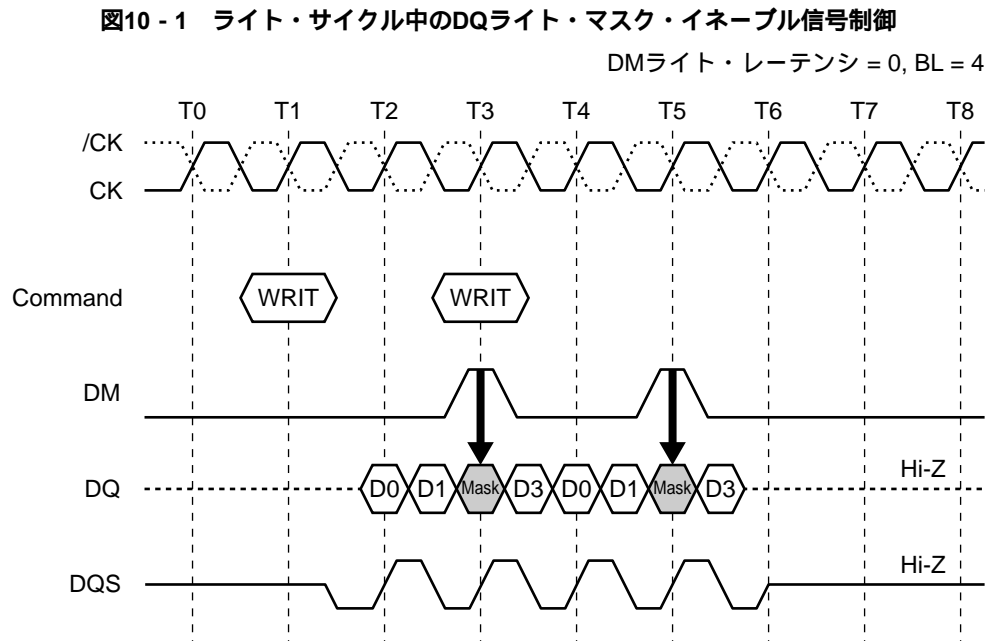 図10 - 1　ライト・サイクル中のDQライト・マスク・イネーブル信号制御
DMライト・レーテンシ = 0, BL = 4
T0 T1 T2 T3 T4 T5 T6 T7 T8
/CK
CK
Command WRIT WRIT
DM
DQ D0 D1 Mask D3 D0 D1 Mask D3 Hi-Z
DQS Hi-Z